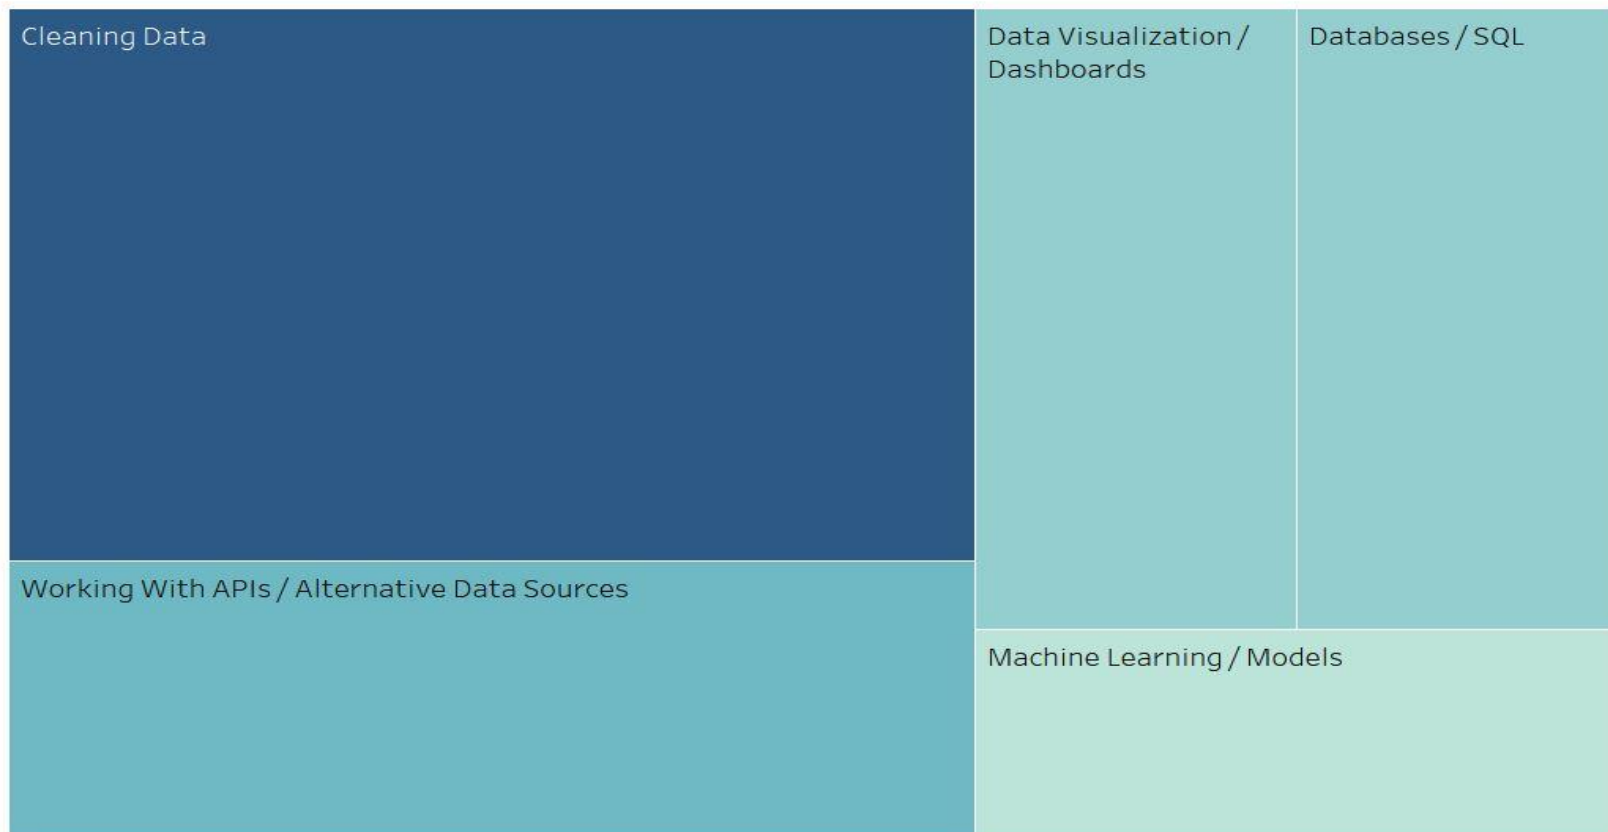 Cleaning Data
Data Visualization /
Dashboards
Databases / SQL
Working With APIs / Alternative Data Sources
Machine Learning / Models